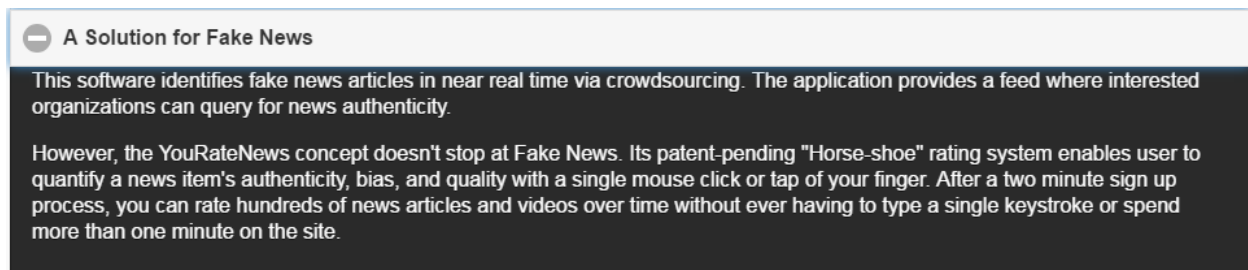 A Solution for Fake News
This software identifies fake news articles in near real time via crowdsourcing. The application provides a feed where interested
organizations can query for news authenticity.
However, the YouRateNews concept doesn't stop at Fake News. Its patent-pending "Horse-shoe" rating system enables user to
quantify a news item's authenticity, bias, and quality with a single mouse click or tap of your finger. After a two minute sign up
process, you can rate hundreds of news articles and videos over time without ever having to type a single keystroke or spend
more than one minute on the site.